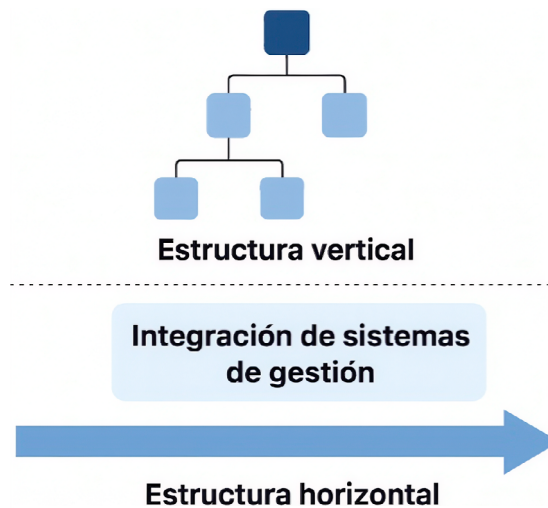 Estructura vertical
Integración de sistemas
de gestión
Estructura horizontal